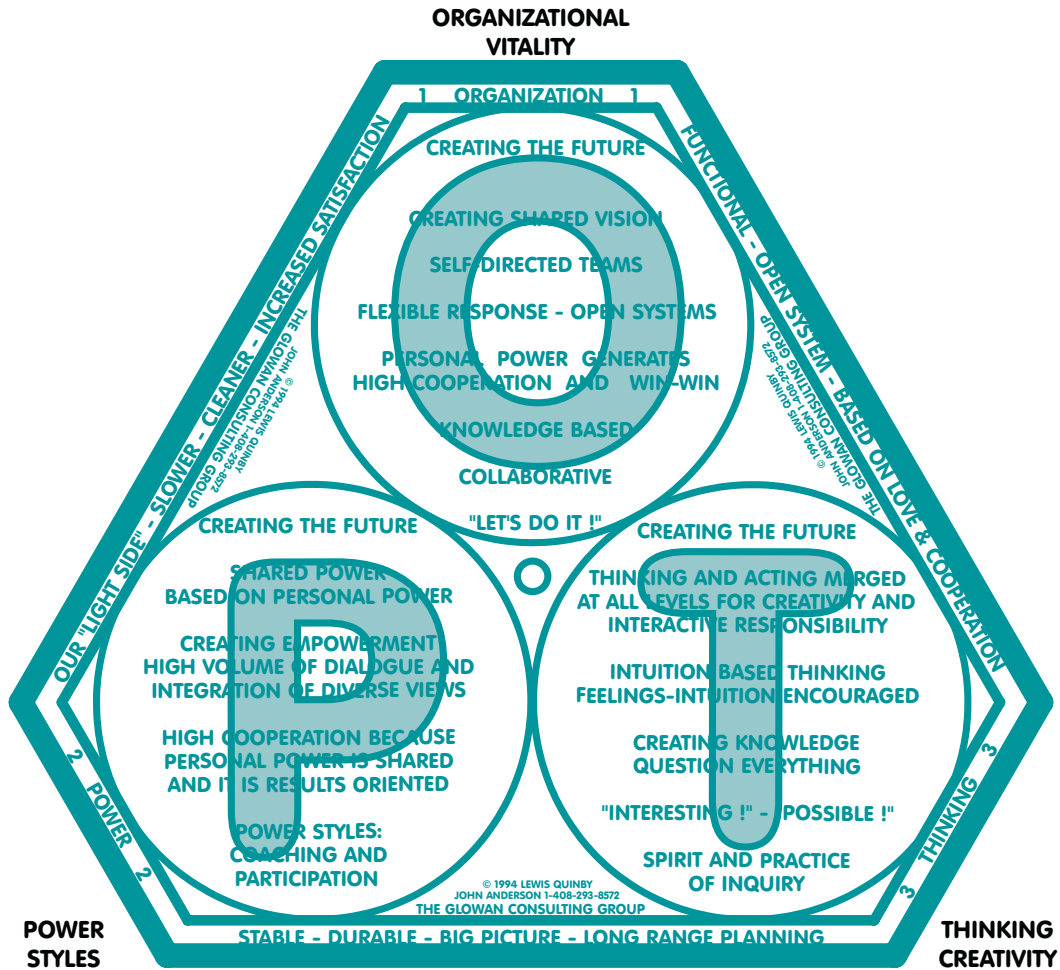 ORGANIZATIONAL
VITALITY
1 ORGANIZATION 1
OUR "LIGHT SIDE" - SLOWER - CLEANER - INCREASED SATISFACTION
FUNCTIONAL - OPEN SYSTEM - BASED ON LOVE & COOPERATION
O
CREATING THE FUTURE
CREATING SHARED VISION
SELF-DIRECTED TEAMS
FLEXIBLE RESPONSE - OPEN SYSTEMS
PERSONAL POWER GENERATES
HIGH COOPERATION AND WIN-WIN
KNOWLEDGE BASED
COLLABORATIVE
"LET'S DO IT !"
© 1994 LEWIS QUINBY
JOHN ANDERSON 1-408-293-8572
THE GLOWAN CONSULTING GROUP
© 1994 LEWIS QUINBY
JOHN ANDERSON 1-408-293-8572
THE GLOWAN CONSULTING GROUP
P
CREATING THE FUTURE
SHARED POWER
BASED ON PERSONAL POWER
CREATING EMPOWERMENT
HIGH VOLUME OF DIALOGUE AND
INTEGRATION OF DIVERSE VIEWS
HIGH COOPERATION BECAUSE
PERSONAL POWER IS SHARED
AND IT IS RESULTS ORIENTED
POWER STYLES:
COACHING AND
PARTICIPATION
T
CREATING THE FUTURE
THINKING AND ACTING MERGED
AT ALL LEVELS FOR CREATIVITY AND
INTERACTIVE RESPONSIBILITY
INTUITION BASED THINKING
FEELINGS-INTUITION ENCOURAGED
CREATING KNOWLEDGE
QUESTION EVERYTHING
"INTERESTING !" - "POSSIBLE !"
SPIRIT AND PRACTICE
OF INQUIRY
© 1994 LEWIS QUINBY
JOHN ANDERSON 1-408-293-8572
THE GLOWAN CONSULTING GROUP
2 POWER 2
3 THINKING 3
STABLE - DURABLE - BIG PICTURE - LONG RANGE PLANNING
POWER
STYLES
THINKING
CREATIVITY